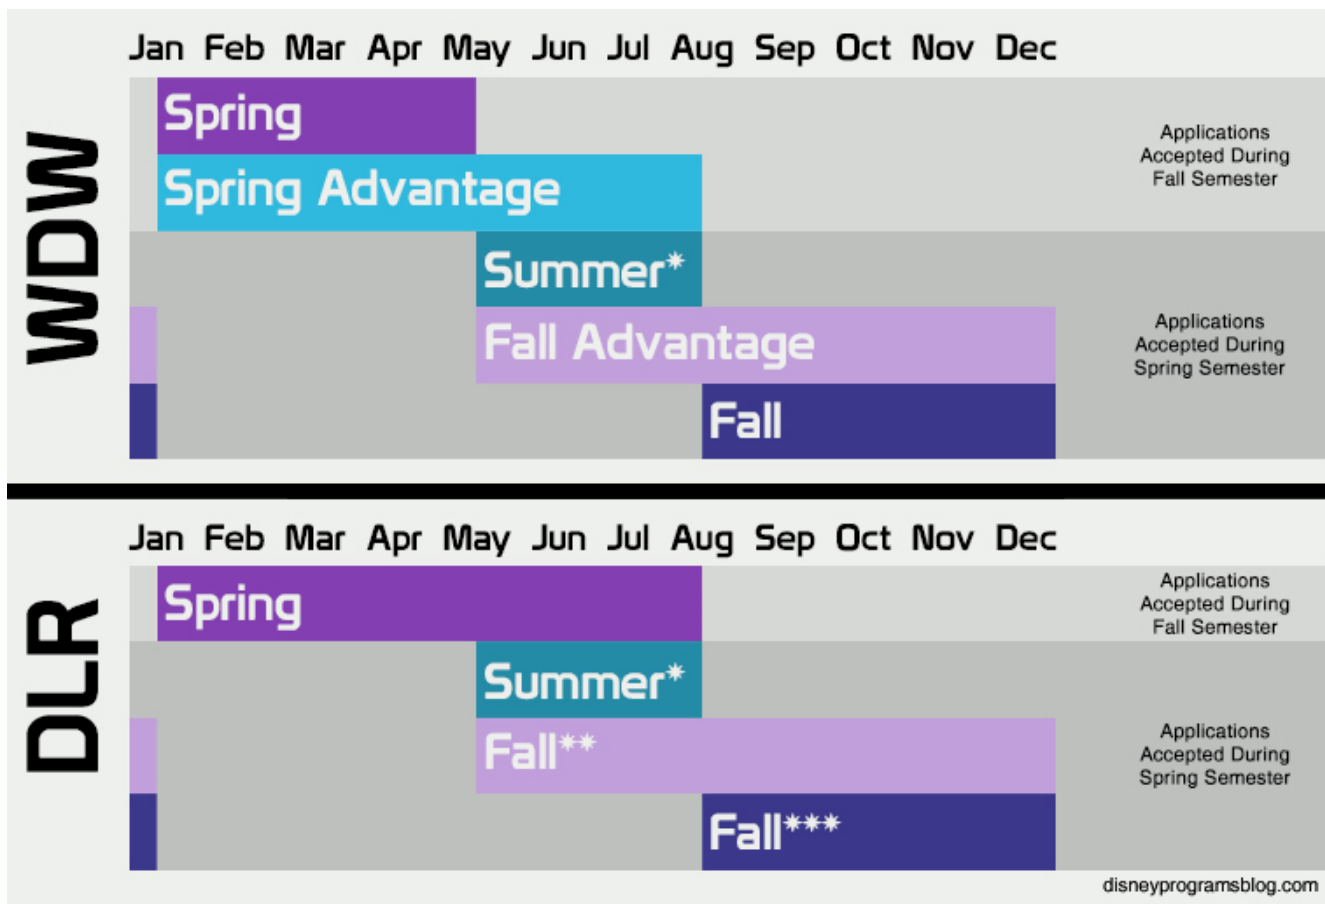 Jan Feb Mar Apr May Jun Jul Aug Sep Oct Nov Dec
WDW
Spring
Spring Advantage
Applications
Accepted During
Fall Semester
Summer*
Fall Advantage
Fall
Applications
Accepted During
Spring Semester
Jan Feb Mar Apr May Jun Jul Aug Sep Oct Nov Dec
DLR
Spring
Applications
Accepted During
Fall Semester
Summer*
Fall**
Fall***
Applications
Accepted During
Spring Semester
disneyprogramsblog.com